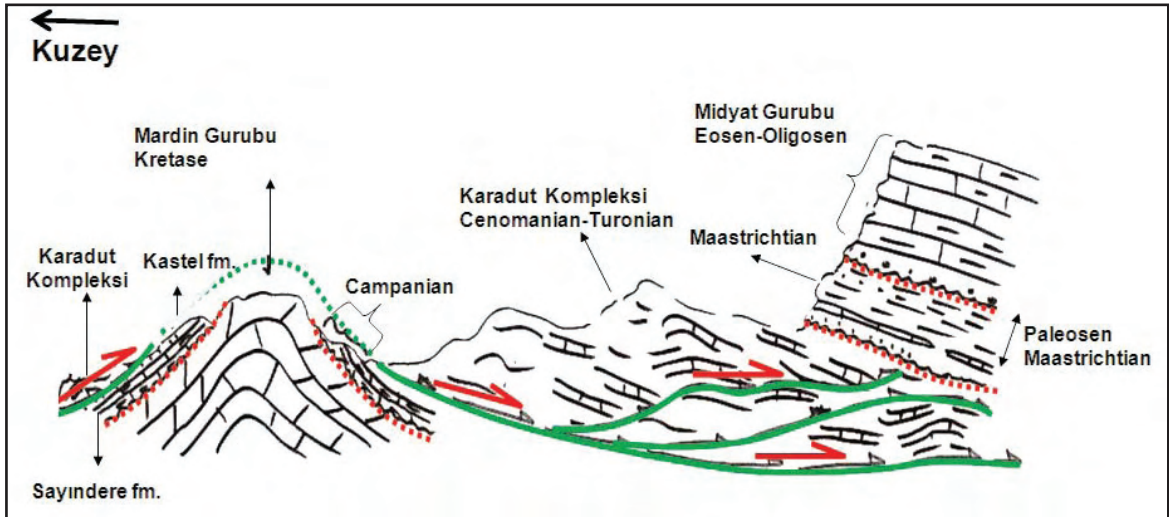 Kuzey
Mardin Gurubu
Kretase
Midyat Gurubu
Eosen-Oligosen
Karadut Kompleksi
Cenomanian-Turonian
Maastrichtian
Karadut
Kompleksi
Kastel fm.
Campanian
Paleosen
Maastrichtian
Sayındere fm.